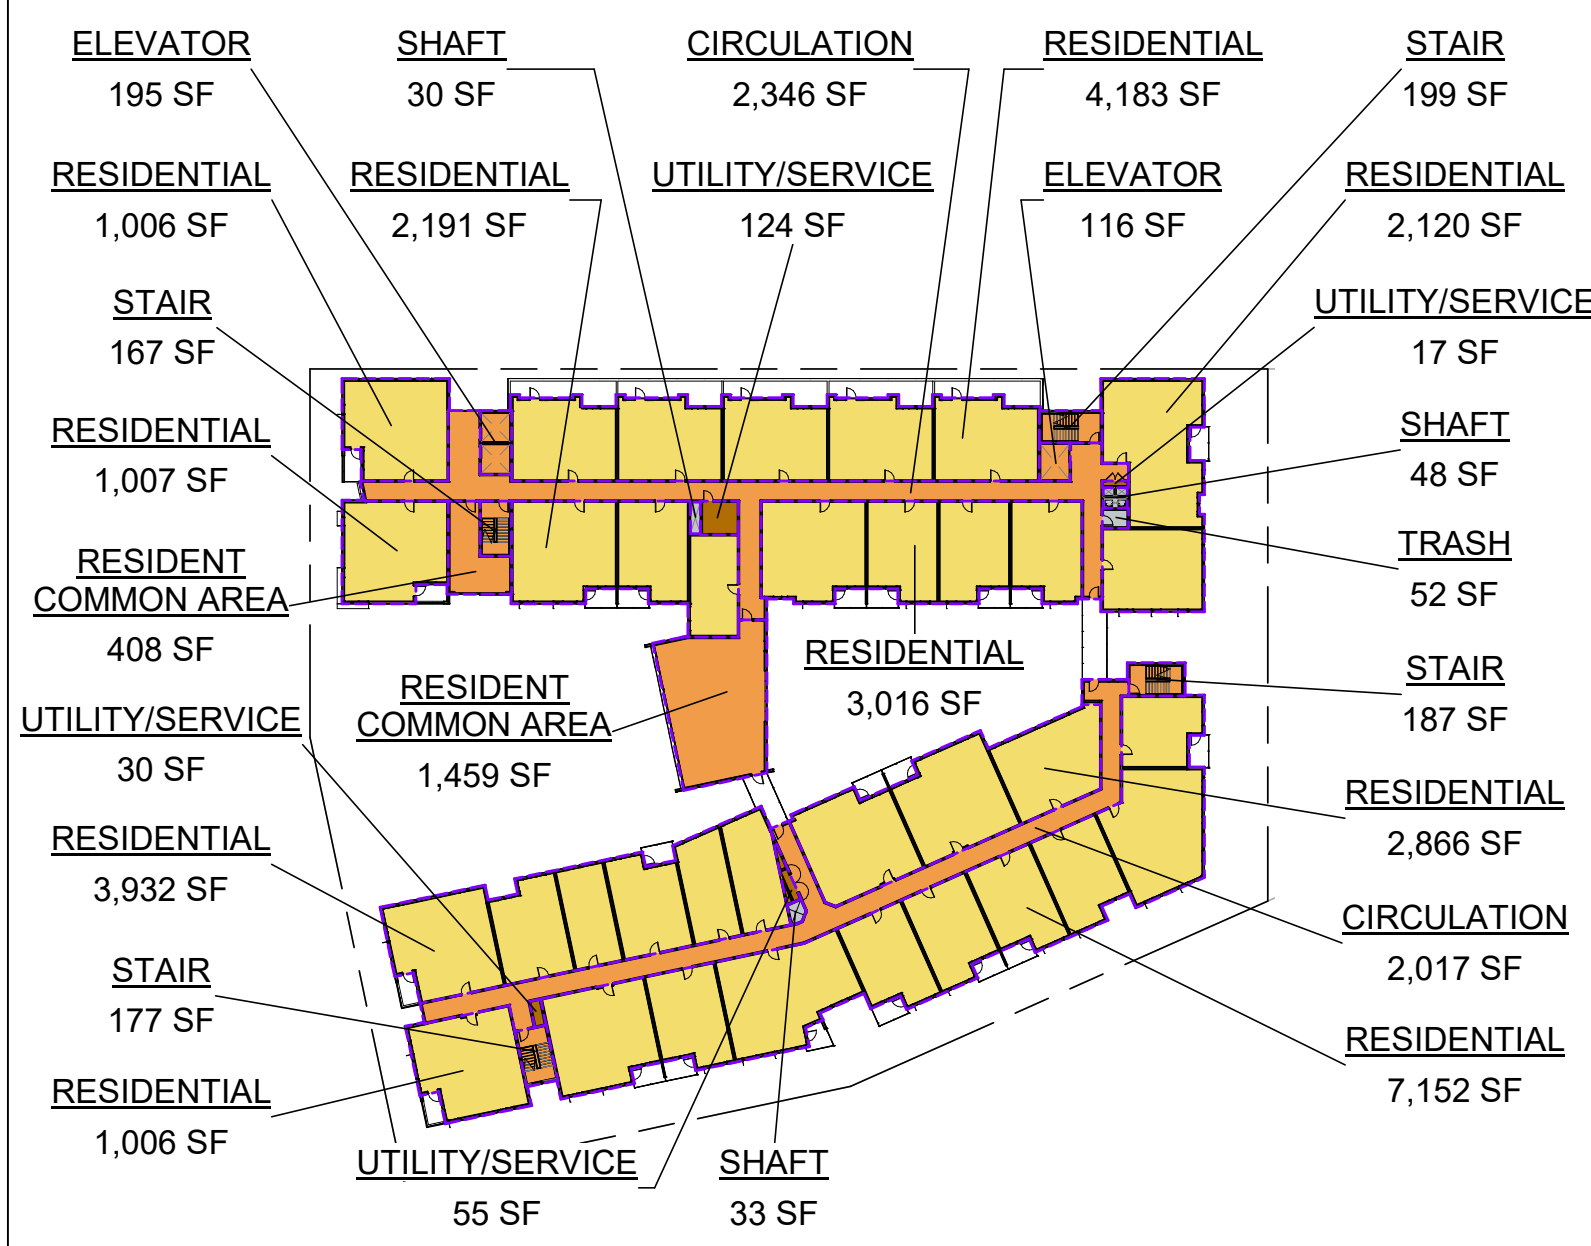 ELEVATOR
195 SF
SHAFT
30 SF
CIRCULATION
2,346 SF
RESIDENTIAL
4,183 SF
STAIR
199 SF
RESIDENTIAL
1,006 SF
RESIDENTIAL
2,191 SF
UTILITY/SERVICE
124 SF
ELEVATOR
116 SF
RESIDENTIAL
2,120 SF
STAIR
167 SF
UTILITY/SERVICE
17 SF
RESIDENTIAL
1,007 SF
SHAFT
48 SF
RESIDENT
COMMON AREA
408 SF
TRASH
52 SF
RESIDENTIAL
3,016 SF
RESIDENT
COMMON AREA
1,459 SF
STAIR
187 SF
UTILITY/SERVICE
30 SF
RESIDENTIAL
2,866 SF
RESIDENTIAL
3,932 SF
CIRCULATION
2,017 SF
STAIR
177 SF
RESIDENTIAL
7,152 SF
RESIDENTIAL
1,006 SF
UTILITY/SERVICE
55 SF
SHAFT
33 SF